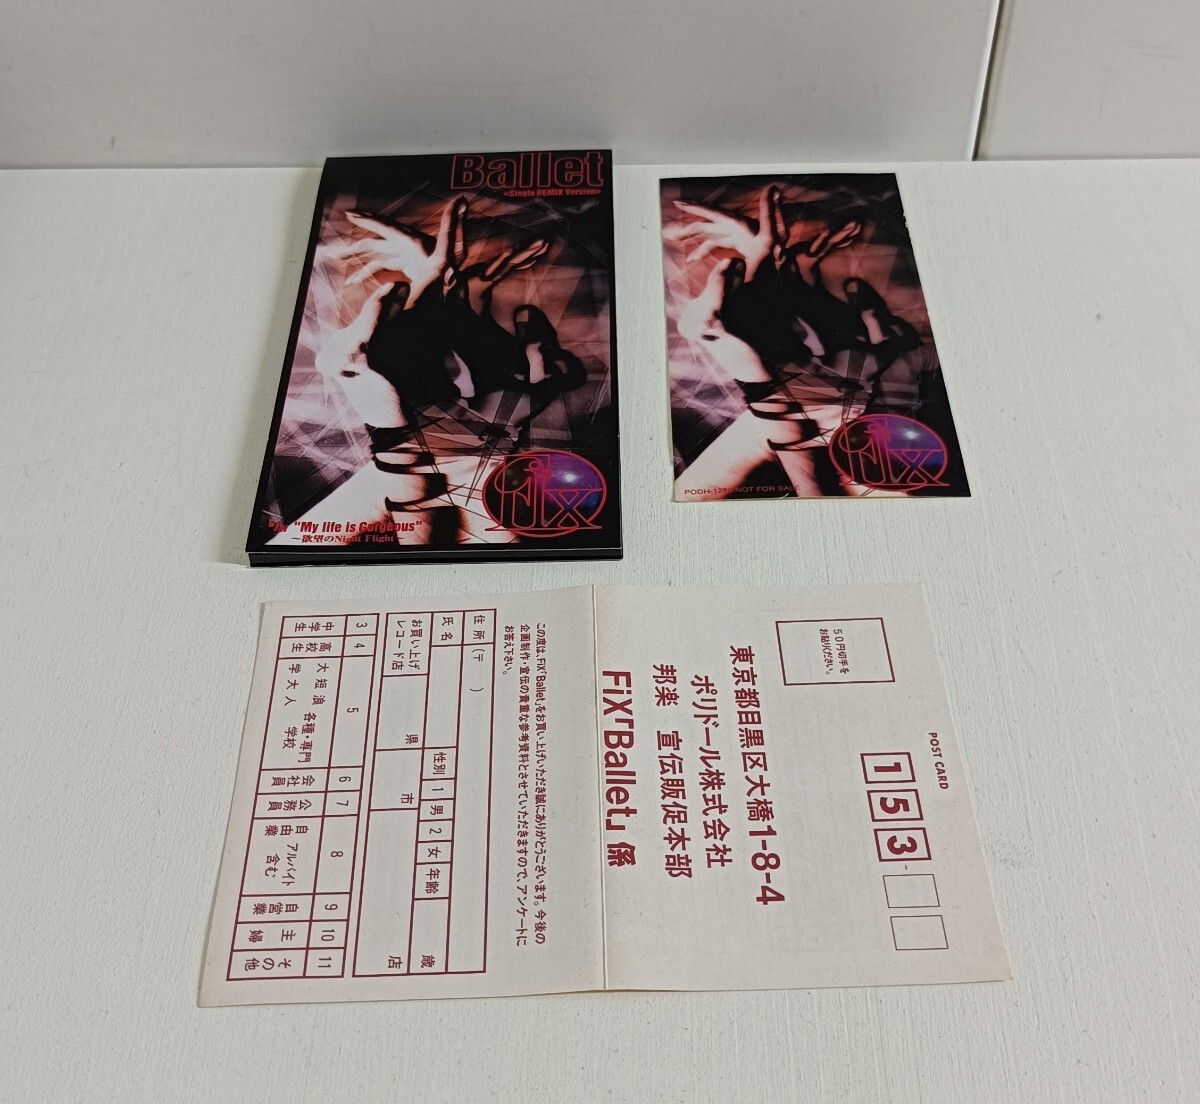 Ballet
<Single REMIX Version>
FiX
"My life is Gorgeous"
～欲望のNight Flight～
FiX
NOT FOR SALE
POST CARD
153-
50円切手を
お貼りください。
東京都目黒区大橋1-8-4
ポリドール株式会社
邦楽　宣伝販促本部
FiX「Ballet」係
この度は、FiX「Ballet」をお買い上げいただき誠にありがとうございます。今後の
企画制作・宣伝の貴重な参考資料とさせていただきますので、アンケートに
お答え下さい。
住所 (〒　　)
氏名
性別 1 男 2 女 年齢 歳
お買い上げ
レコード店
県 市 店
3 4 5 6 7 8 9 10 11
中学生
高校生
大学 短大 浪人 各種・専門学校
会社員
公務員
自由業 アルバイト含む
自営業
主婦
その他